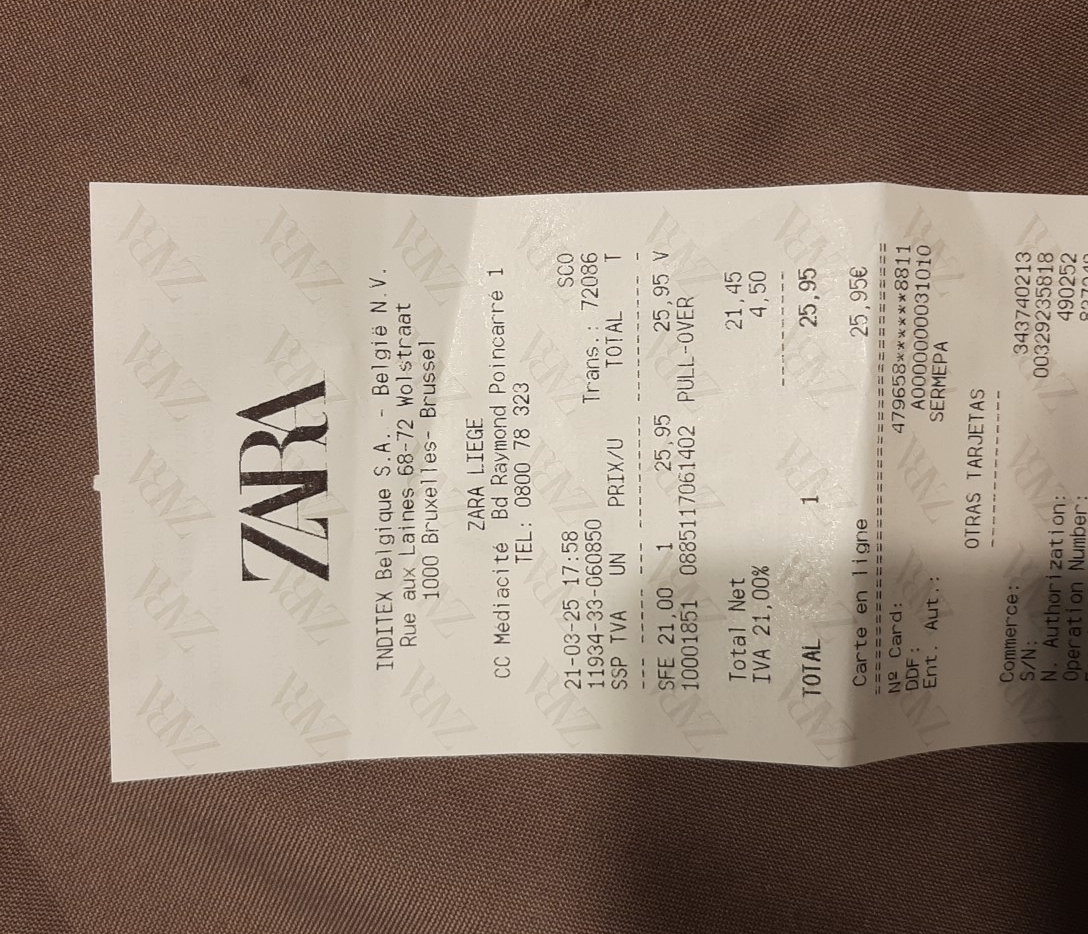 ZARA
INDITEX Belgique S.A. - België N.V.
Rue aux Laines 68-72 Wolstraat
1000 Bruxelles- Brussel
ZARA LIEGE
CC Médiacité Bd Raymond Poincarré 1
TEL: 0800 78 323
21-03-25 17:58 SCO
11934-33-060850 Trans.: 72086
SSP TVA UN PRIX/U TOTAL T
--- ------ --- ---------- ---------- -
SFE 21,00 1 25,95 25,95 V
10001851 0885117061402 PULL-OVER
Total Net 21,45
IVA 21,00% 4,50
----------
TOTAL 1 25,95
Carte en ligne 25,95€
========================================
Nº Card: 479658******8811
DDF: A0000000031010
Ent. Aut.: SERMEPA
OTRAS TARJETAS
--------------
Commerce: 343740213
S/N: 00329235818
N. Authorization: 490252
Operation Number: